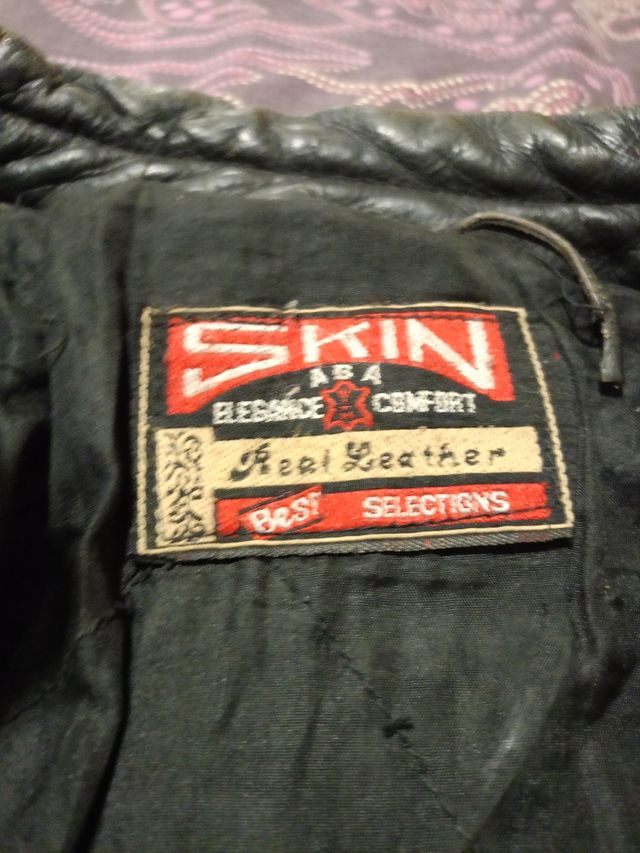 SKIN
ABA
ELEGANCE COMFORT
Real Leather
BeST SELECTIONS